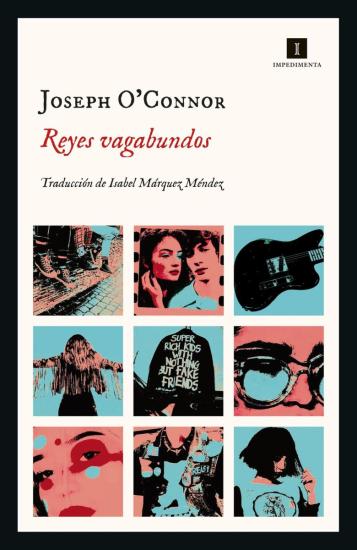 I
IMPEDIMENTA
JOSEPH O'CONNOR
Reyes vagabundos
Traducción de Isabel Márquez Méndez
SUPER
RICH KIDS
WITH
NOTHING
BUT FAKE
FRIENDS